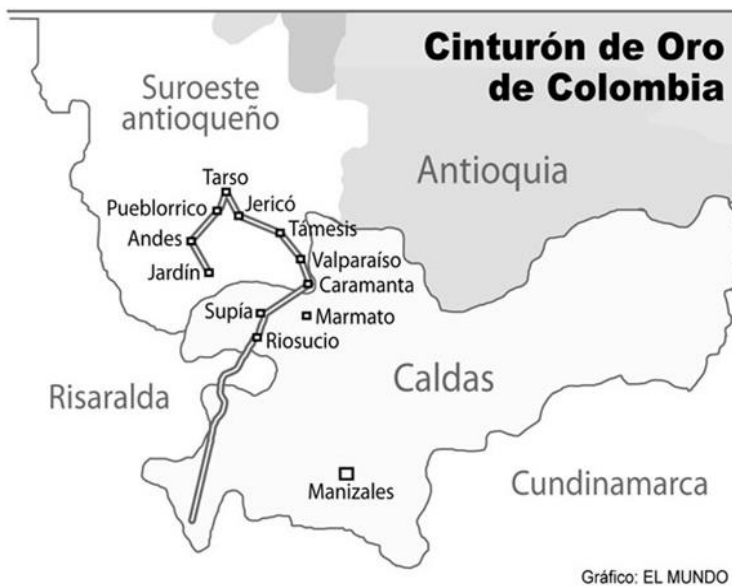 Cinturón de Oro
de Colombia
Suroeste
antioqueño
Antioquia
Tarso
Pueblorrico
Jericó
Andes
Támesis
Jardín
Valparaíso
Caramanta
Supía
Marmato
Riosucio
Risaralda
Caldas
Manizales
Cundinamarca
Gráfico: EL MUNDO